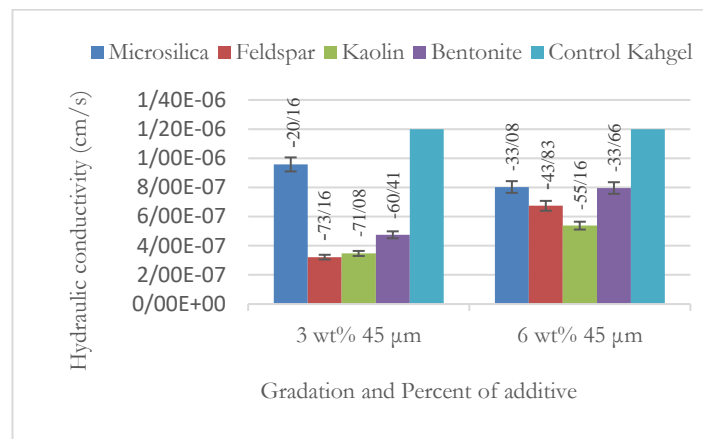 Microsilica Feldspar Kaolin Bentonite Control Kahgel
Hydraulic conductivity (cm/s)
1/40E-06
1/20E-06
1/00E-06
8/00E-07
6/00E-07
4/00E-07
2/00E-07
0/00E+00
-20/16
-73/16
-71/08
-60/41
-33/08
-43/83
-55/16
-33/66
3 wt% 45 µm
6 wt% 45 µm
Gradation and Percent of additive